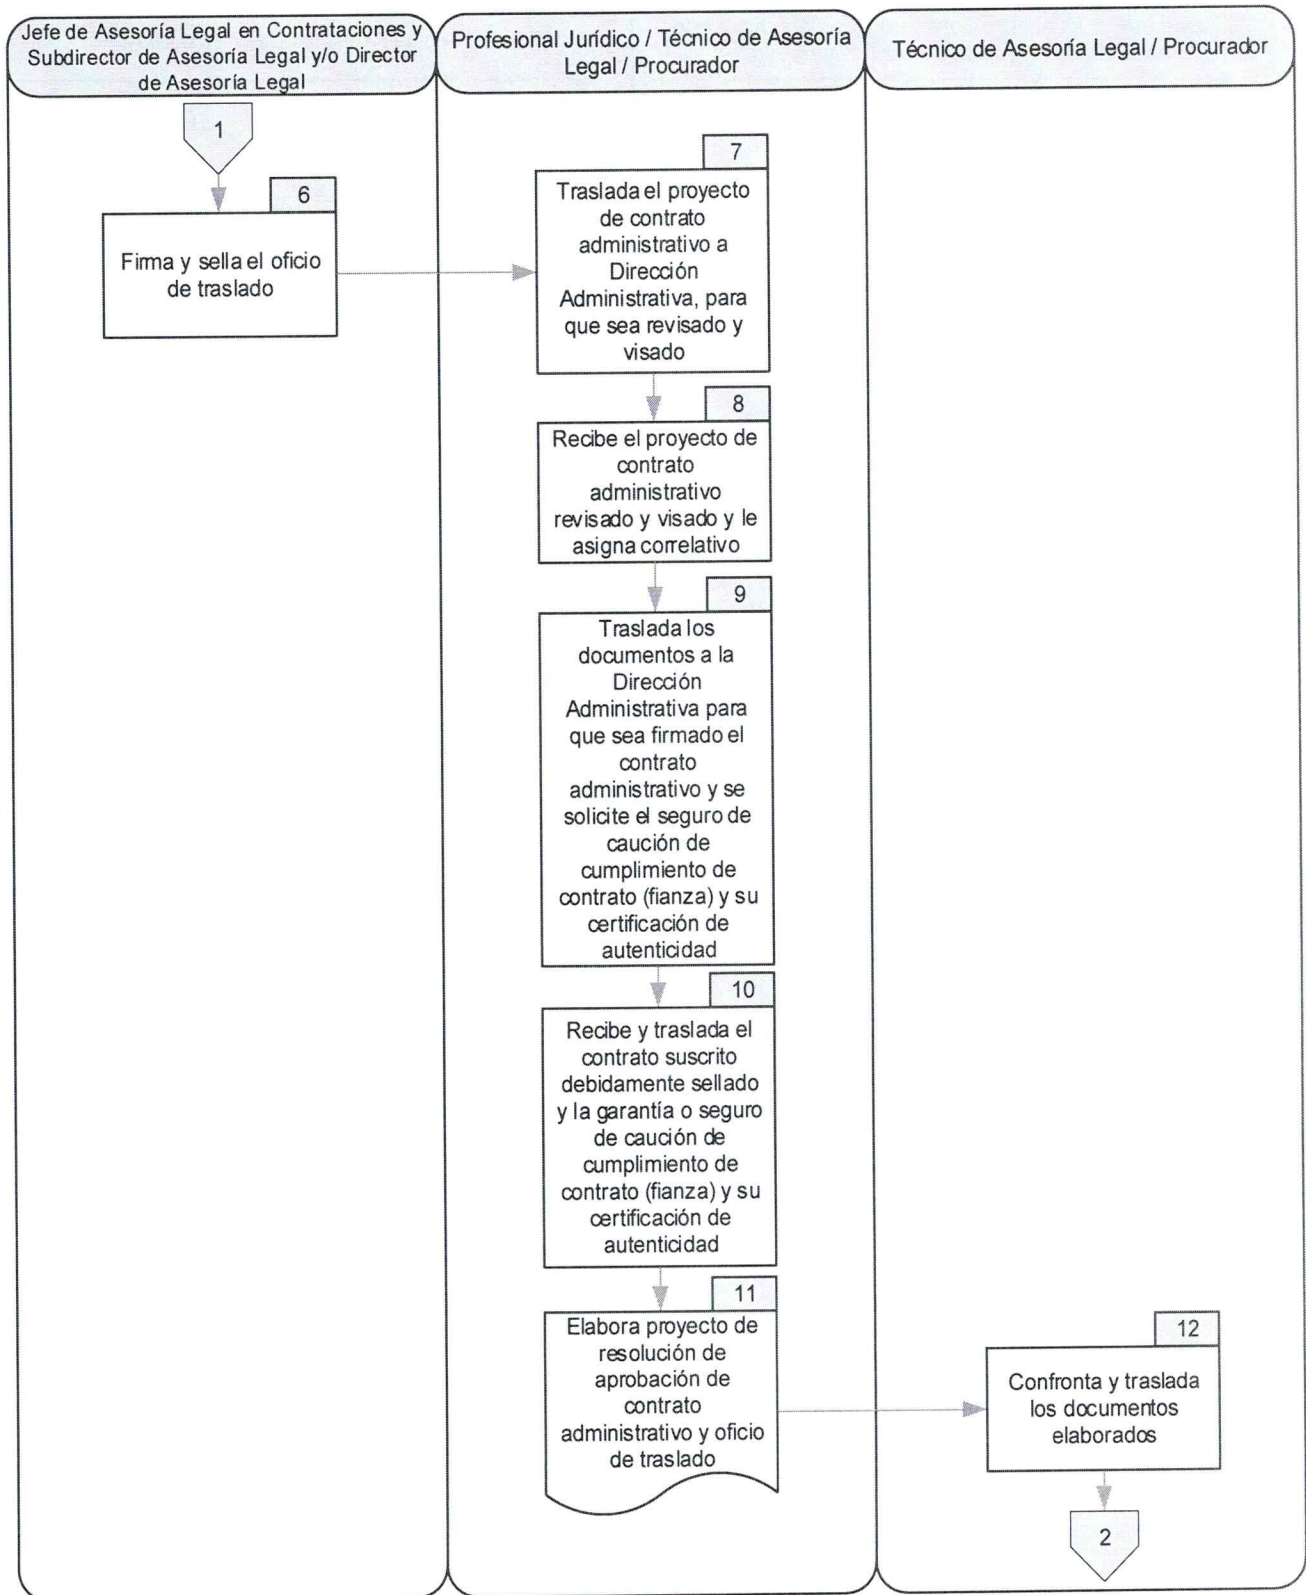 Jefe de Asesoría Legal en Contrataciones y
Subdirector de Asesoría Legal y/o Director
de Asesoría Legal
Profesional Jurídico / Técnico de Asesoría
Legal / Procurador
Técnico de Asesoría Legal / Procurador
1
6
Firma y sella el oficio
de traslado
7
Traslada el proyecto
de contrato
administrativo a
Dirección
Administrativa, para
que sea revisado y
visado
8
Recibe el proyecto de
contrato
administrativo
revisado y visado y le
asigna correlativo
9
Traslada los
documentos a la
Dirección
Administrativa para
que sea firmado el
contrato
administrativo y se
solicite el seguro de
caución de
cumplimiento de
contrato (fianza) y su
certificación de
autenticidad
10
Recibe y traslada el
contrato suscrito
debidamente sellado
y la garantía o seguro
de caución de
cumplimiento de
contrato (fianza) y su
certificación de
autenticidad
11
Elabora proyecto de
resolución de
aprobación de
contrato
administrativo y oficio
de traslado
12
Confronta y traslada
los documentos
elaborados
2